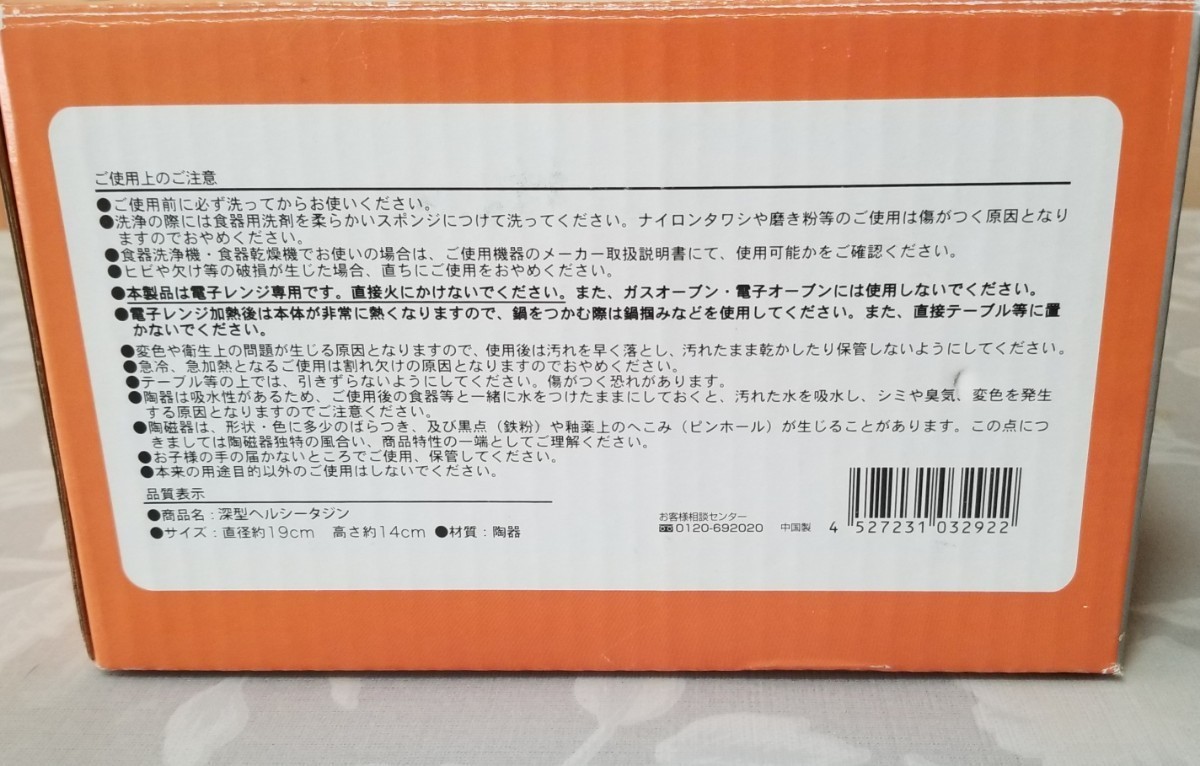 ご使用上のご注意
●ご使用前に必ず洗ってからお使いください。
●洗浄の際には食器用洗剤を柔らかいスポンジにつけて洗ってください。ナイロンタワシや磨き粉等のご使用は傷がつく原因となり
ますのでおやめください。
●食器洗浄機・食器乾燥機でお使いの場合は、ご使用機器のメーカー取扱説明書にて、使用可能かをご確認ください。
●ヒビや欠け等の破損が生じた場合、直ちにご使用をおやめください。
●本製品は電子レンジ専用です。直接火にかけないでください。また、ガスオーブン・電子オーブンには使用しないでください。
●電子レンジ加熱後は本体が非常に熱くなりますので、鍋をつかむ際は鍋掴みなどを使用してください。また、直接テーブル等に置
かないでください。
●変色や衛生上の問題が生じる原因となりますので、使用後は汚れを早く落とし、汚れたまま乾かしたり保管しないようにしてください。
●急冷、急加熱となるご使用は割れ欠けの原因となりますのでおやめください。
●テーブル等の上では、引きずらないようにしてください。傷がつく恐れがあります。
●陶器は吸水性があるため、ご使用後の食器等と一緒に水をつけたままにしておくと、汚れた水を吸水し、シミや臭気、変色を発生
する原因となりますのでご注意ください。
●陶磁器は、形状・色に多少のばらつき、及び黒点（鉄粉）や釉薬上のへこみ（ピンホール）が生じることがあります。この点につ
きましては陶磁器独特の風合い、商品特性の一端としてご理解ください。
●お子様の手の届かないところでご使用、保管してください。
●本来の用途目的以外のご使用はしないでください。
品質表示
●商品名：深型ヘルシータジン
●サイズ：直径約19cm　高さ約14cm ●材質：陶器
お客様相談センター
0120-692020 中国製
4 527231 032922